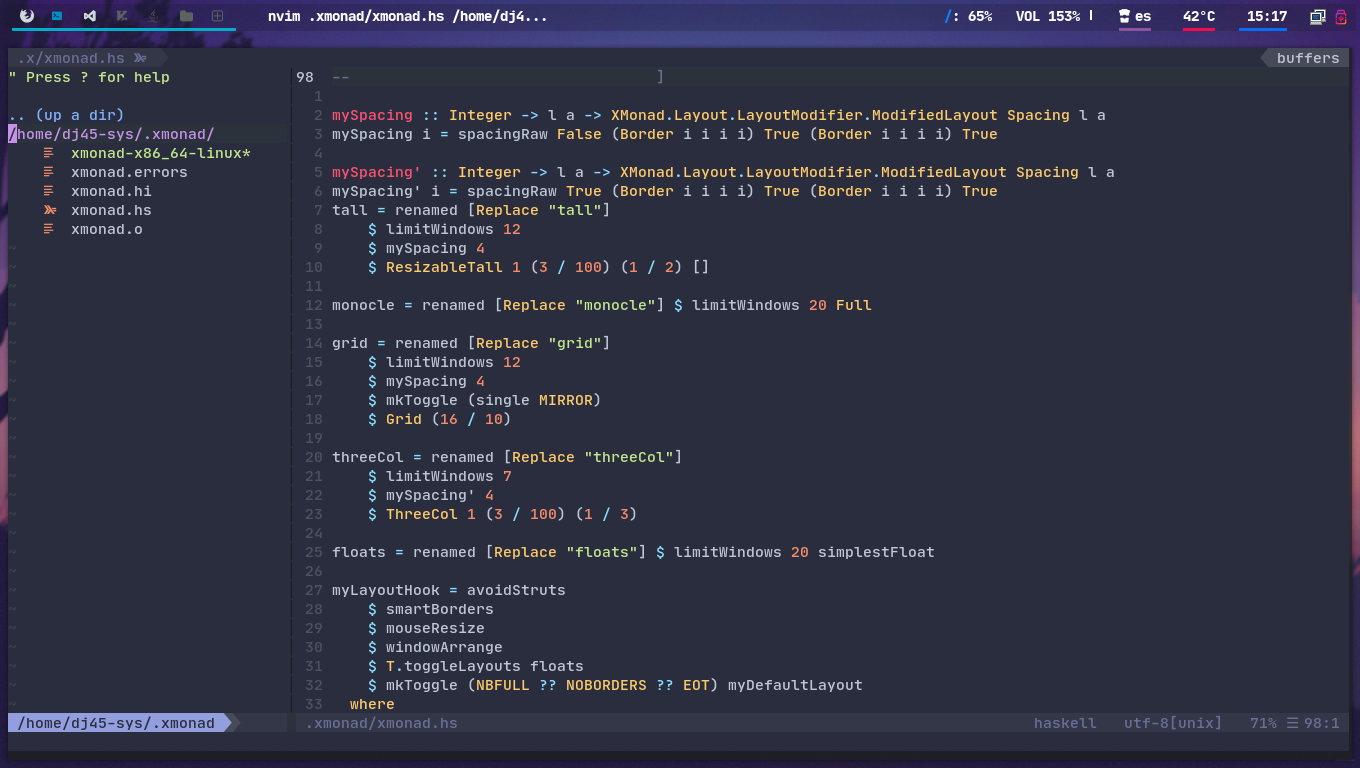 nvim .xmonad/xmonad.hs /home/dj4...
/: 65%
VOL 153%
es
42°C
15:17
.x/xmonad.hs
buffers
" Press ? for help
.. (up a dir)
/home/dj45-sys/.xmonad/
xmonad-x86_64-linux*
xmonad.errors
xmonad.hi
xmonad.hs
xmonad.o
98 -- ]
1
2 mySpacing :: Integer -> l a -> XMonad.Layout.LayoutModifier.ModifiedLayout Spacing l a
3 mySpacing i = spacingRaw False (Border i i i i) True (Border i i i i) True
4
5 mySpacing' :: Integer -> l a -> XMonad.Layout.LayoutModifier.ModifiedLayout Spacing l a
6 mySpacing' i = spacingRaw True (Border i i i i) True (Border i i i i) True
7 tall = renamed [Replace "tall"]
8 $ limitWindows 12
9 $ mySpacing 4
10 $ ResizableTall 1 (3 / 100) (1 / 2) []
11
12 monocle = renamed [Replace "monocle"] $ limitWindows 20 Full
13
14 grid = renamed [Replace "grid"]
15 $ limitWindows 12
16 $ mySpacing 4
17 $ mkToggle (single MIRROR)
18 $ Grid (16 / 10)
19
20 threeCol = renamed [Replace "threeCol"]
21 $ limitWindows 7
22 $ mySpacing' 4
23 $ ThreeCol 1 (3 / 100) (1 / 3)
24
25 floats = renamed [Replace "floats"] $ limitWindows 20 simplestFloat
26
27 myLayoutHook = avoidStruts
28 $ smartBorders
29 $ mouseResize
30 $ windowArrange
31 $ T.toggleLayouts floats
32 $ mkToggle (NBFULL ?? NOBORDERS ?? EOT) myDefaultLayout
33 where
/home/dj45-sys/.xmonad
.xmonad/xmonad.hs
haskell
utf-8[unix]
71% ☰ 98:1